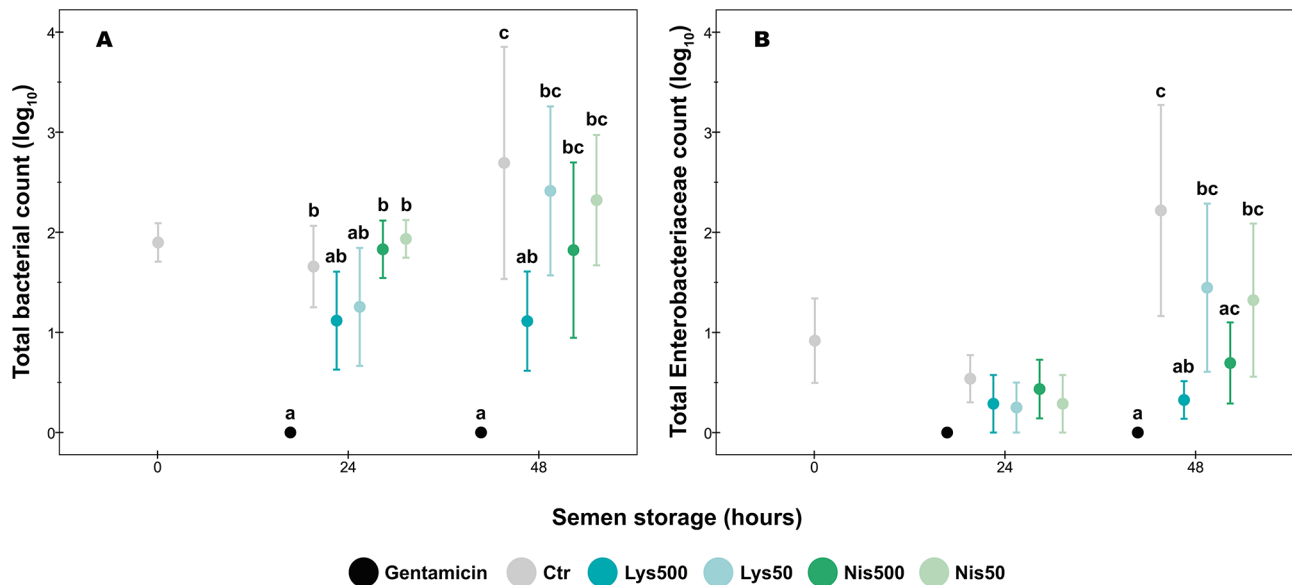 A
Total bacterial count (log10)
4
3
2
1
0
c
bc
bc
bc
b
b
b
ab
ab
ab
a
a
0
24
48
B
Total Enterobacteriaceae count (log10)
4
3
2
1
0
c
bc
bc
ac
ab
a
0
24
48
Semen storage (hours)
Gentamicin Ctr Lys500 Lys50 Nis500 Nis50